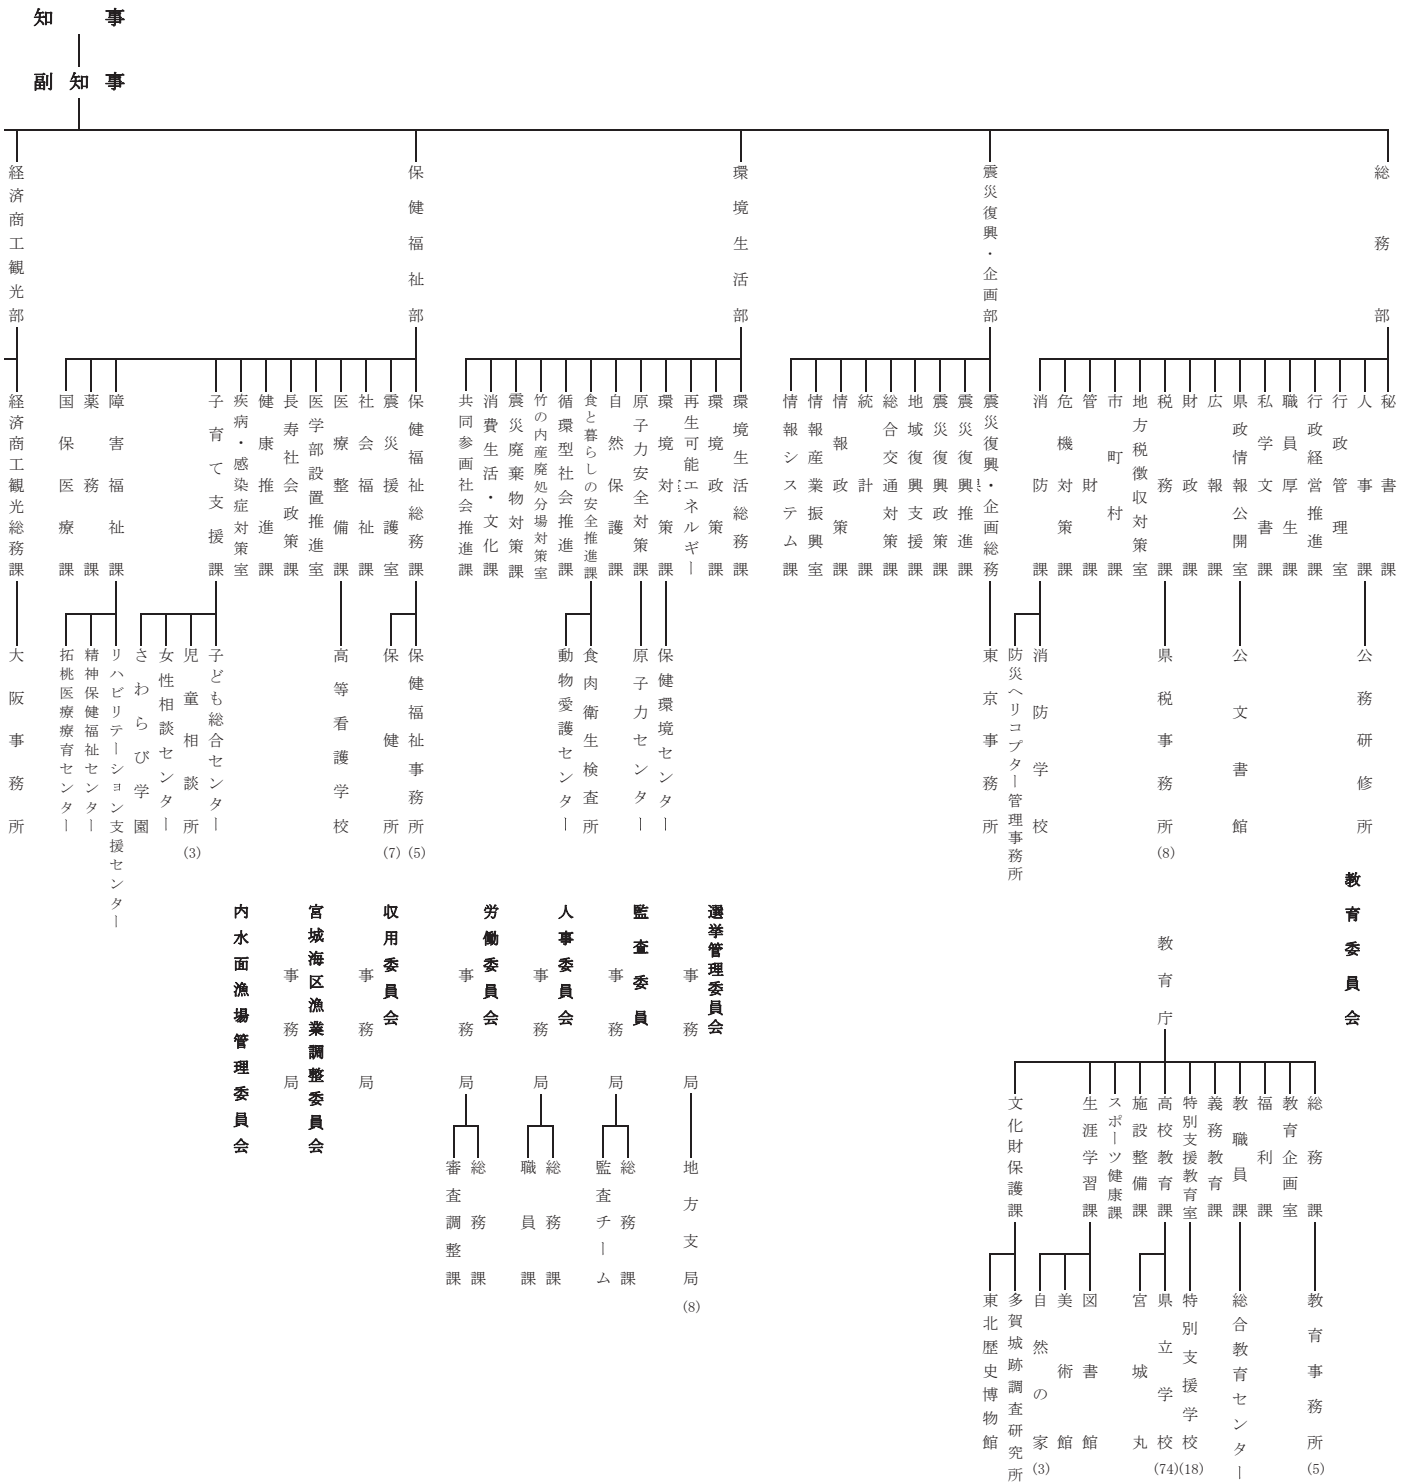 知事
副知事
総務部
震災復興・企画部
環境生活部
保健福祉部
経済商工観光部
秘書課
人事課
行政管理室
行政経営推進課
職員厚生課
私学文書課
県政情報公開室
広報課
財政課
税務課
地方税徴収対策室
市町村課
管財課
危機対策課
消防課
震災復興・企画総務課
震災復興推進課
震災復興政策課
地域復興支援課
総合交通対策課
統計課
情報政策課
情報産業振興室
情報システム課
環境生活総務課
環境政策課
再生可能エネルギー
環境対策課
原子力安全対策課
自然保護課
食と暮らしの安全推進課
循環型社会推進課
竹の内産廃処分場対策室
震災廃棄物対策課
消費生活・文化課
共同参画社会推進課
保健福祉総務課
震災援護室
社会福祉課
医療整備課
医学部設置推進室
長寿社会政策課
健康推進課
疾病・感染症対策室
子育て支援課
障害福祉課
薬務課
国保医療課
経済商工観光総務課
公務研修所
公文書館
県税事務所(8)
消防学校
防災ヘリコプター管理事務所
東京事務所
保健環境センター
原子力センター
食肉衛生検査所
動物愛護センター
保健福祉事務所(5)
保健所(7)
高等看護学校
子ども総合センター
児童相談所(3)
女性相談センター
さわらび学園
リハビリテーション支援センター
精神保健福祉センター
拓桃医療療育センター
大阪事務所
教育委員会
教育庁
総務課
教育企画室
福利課
教職員課
義務教育課
特別支援教育室
高校教育課
施設整備課
スポーツ健康課
生涯学習課
文化財保護課
教育事務所(5)
総合教育センター
特別支援学校(18)
県立学校(74)
宮城丸
図書館
美術館
自然の家(3)
多賀城跡調査研究所
東北歴史博物館
選挙管理委員会
事務局
地方支局(8)
監査委員
事務局
総務課
監査チーム
人事委員会
事務局
総務課
職員課
労働委員会
事務局
総務課
審査調整課
収用委員会
事務局
宮城海区漁業調整委員会
事務局
内水面漁場管理委員会